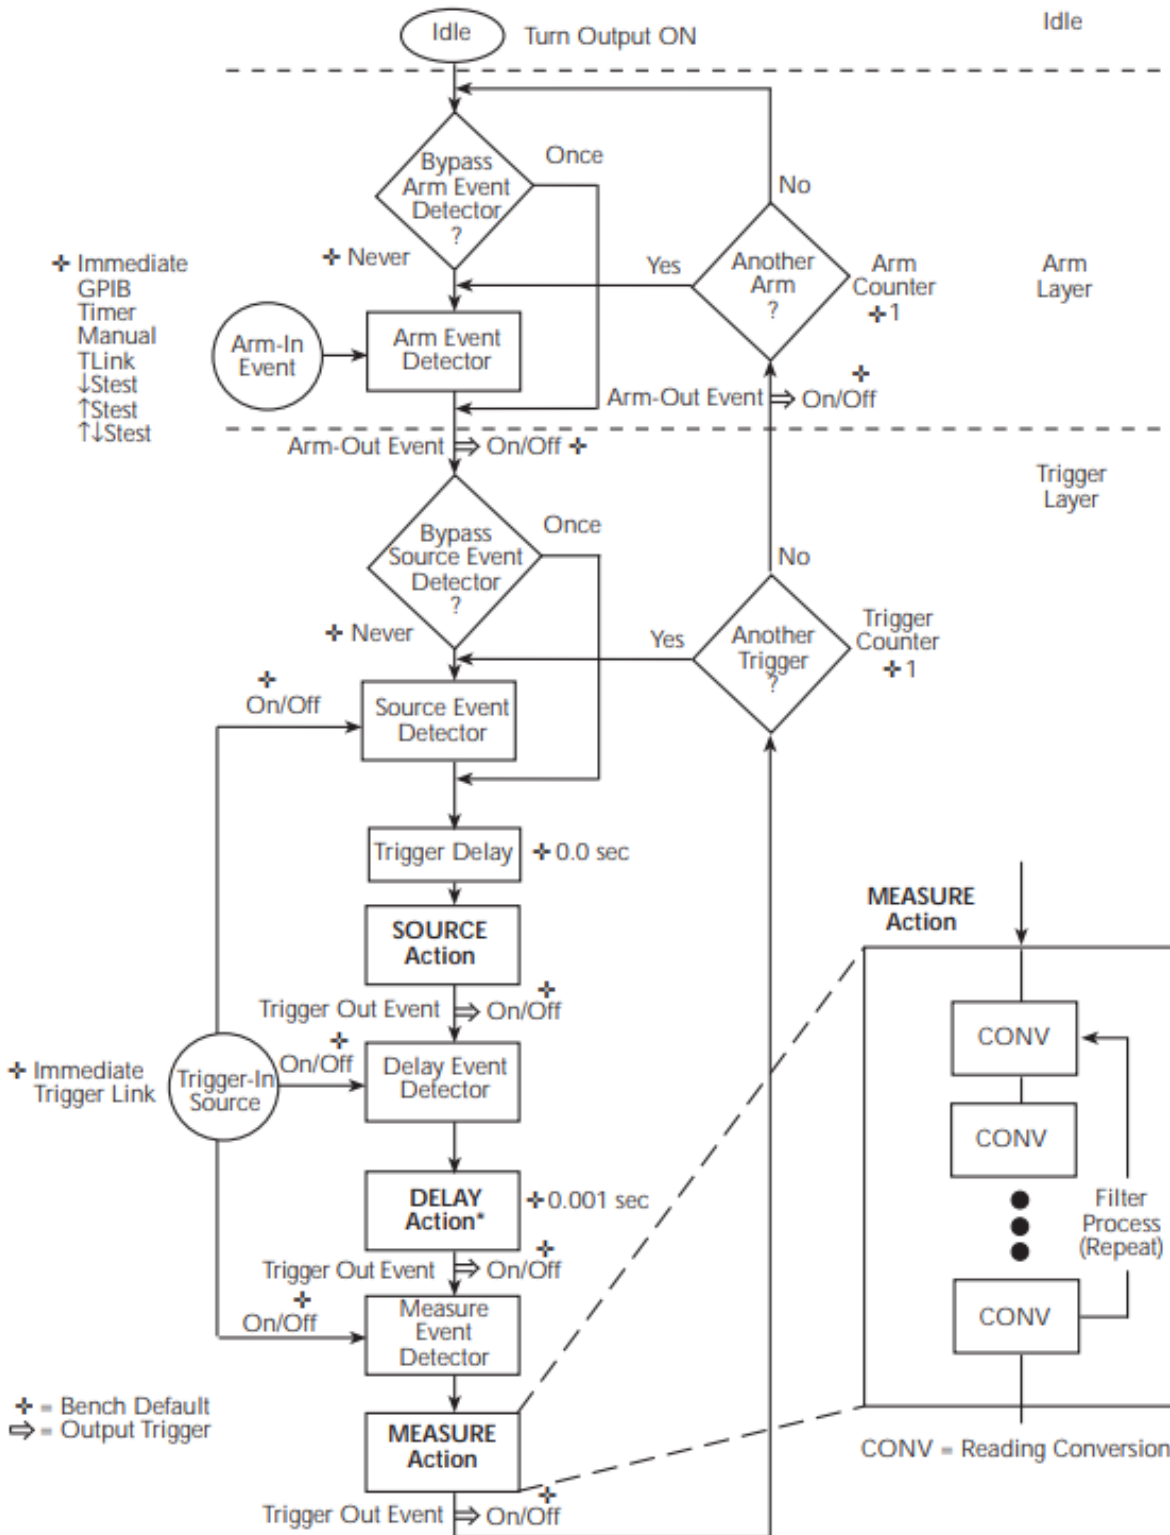 Idle
Turn Output ON
Idle
Bypass
Arm Event
Detector
?
Once
No
✛ Never
Yes
Another
Arm
?
Arm
Counter
✛1
Arm
Layer
✛ Immediate
GPIB
Timer
Manual
TLink
↓Stest
↑Stest
↑↓Stest
Arm-In
Event
Arm Event
Detector
Arm-Out Event ⇨ On/Off ✛
Arm-Out Event ⇨ On/Off ✛
Trigger
Layer
Bypass
Source Event
Detector
?
Once
No
✛ Never
Yes
Another
Trigger
?
Trigger
Counter
✛1
✛
On/Off
Source Event
Detector
Trigger Delay
✛0.0 sec
SOURCE
Action
Trigger Out Event ⇨ On/Off ✛
✛ Immediate
Trigger Link
Trigger-In
Source
✛
On/Off
Delay Event
Detector
DELAY
Action*
✛0.001 sec
Trigger Out Event ⇨ On/Off ✛
✛
On/Off
Measure
Event
Detector
MEASURE
Action
Trigger Out Event ⇨ On/Off ✛
✛ = Bench Default
⇨ = Output Trigger
MEASURE
Action
CONV
CONV
CONV
Filter
Process
(Repeat)
CONV = Reading Conversion